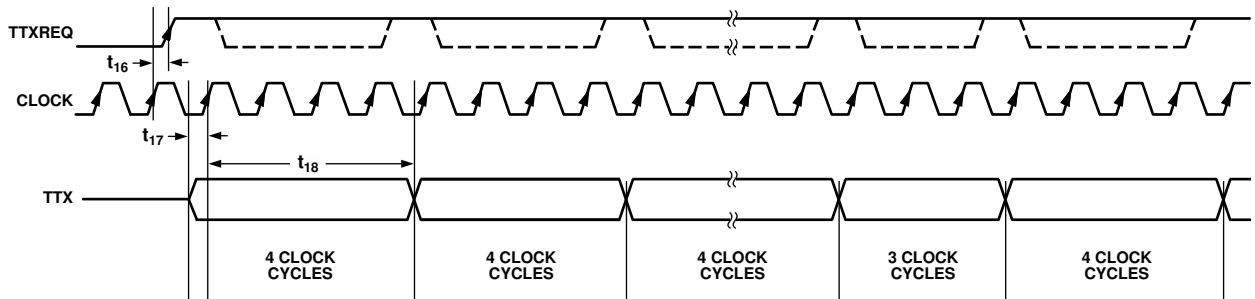 TTXREQ
t16
CLOCK
t17
t18
TTX
4 CLOCK
CYCLES
4 CLOCK
CYCLES
4 CLOCK
CYCLES
3 CLOCK
CYCLES
4 CLOCK
CYCLES